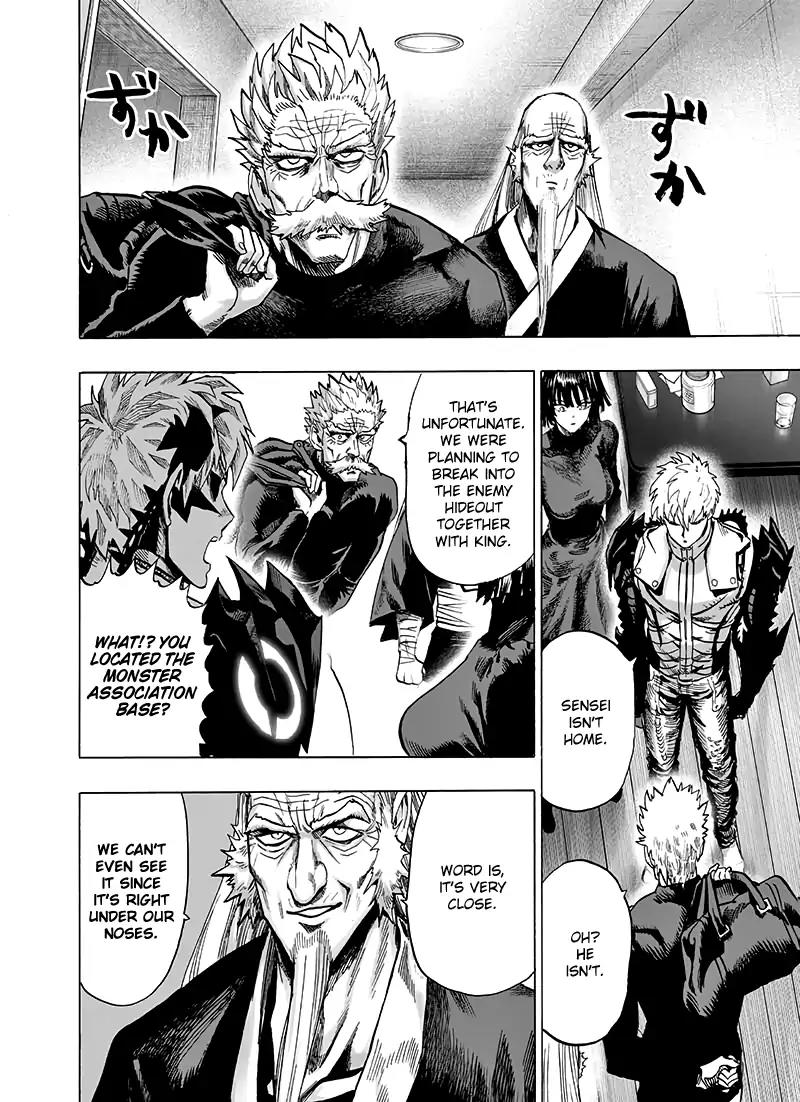 ずか
ずか
SENSEI
ISN'T
HOME.
OH?
HE
ISN'T.
THAT'S
UNFORTUNATE.
WE WERE
PLANNING TO
BREAK INTO
THE ENEMY
HIDEOUT
TOGETHER
WITH KING.
WHAT!? YOU
LOCATED THE
MONSTER
ASSOCIATION
BASE?
WORD IS,
IT'S VERY
CLOSE.
WE CAN'T
EVEN SEE
IT SINCE
IT'S RIGHT
UNDER OUR
NOSES.